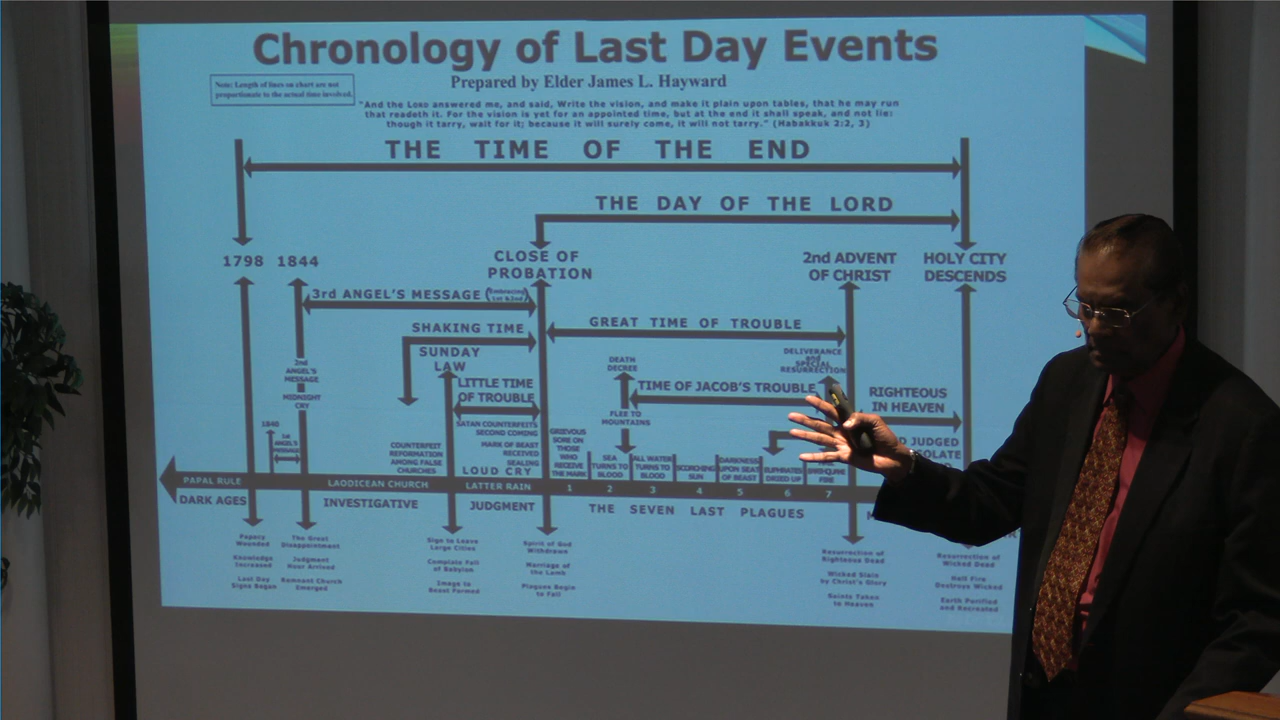 Chronology of Last Day Events
Prepared by Elder James L. Hayward
Note: Length of lines on chart are not
proportionate to the actual time involved.
"And the LORD answered me, and said, Write the vision, and make it plain upon tables, that he may run
that readeth it. For the vision is yet for an appointed time, but at the end it shall speak, and not lie:
though it tarry, wait for it; because it will surely come, it will not tarry." (Habakkuk 2:2, 3)
THE TIME OF THE END
THE DAY OF THE LORD
1798 1844
CLOSE OF
PROBATION
2nd ADVENT
OF CHRIST
HOLY CITY
DESCENDS
3rd ANGEL'S MESSAGE (Embracing
1st &2nd)
SHAKING TIME
GREAT TIME OF TROUBLE
SUNDAY
LAW
2nd
ANGEL'S
MESSAGE
MIDNIGHT
CRY
LITTLE TIME
OF TROUBLE
DEATH
DECREE
DELIVERANCE
and
SPECIAL
RESURRECTION
TIME OF JACOB'S TROUBLE
RIGHTEOUS
IN HEAVEN
FLEE TO
MOUNTAINS
1840
1st
ANGEL'S
MESSAGE
SATAN COUNTERFEITS
SECOND COMING
MARK OF BEAST
RECEIVED
SEALING
LOUD CRY
COUNTERFEIT
REFORMATION
AMONG FALSE
CHURCHES
GRIEVOUS
SORE ON
THOSE
WHO
RECEIVE
THE MARK
SEA
TURNS TO
BLOOD
ALL WATER
TURNS TO
BLOOD
SCORCHING
SUN
DARKNESS
UPON SEAT
OF BEAST
EUPHRATES
DRIED UP
JUDGED
PAPAL RULE
LAODICEAN CHURCH
LATTER RAIN
1 2 3 4 5 6 7
DARK AGES
INVESTIGATIVE
JUDGMENT
THE SEVEN LAST PLAGUES
Papacy
Wounded
Knowledge
Increased
Last Day
Signs Began
The Great
Disappointment
Judgment
Hour Arrived
Remnant Church
Emerged
Sign to Leave
Large Cities
Complete Fall
of Babylon
Image to
Beast Formed
Spirit of God
Withdrawn
Marriage of
the Lamb
Plagues Begin
to Fall
Resurrection of
Righteous Dead
Wicked Slain
by Christ's Glory
Saints Taken
to Heaven
Resurrection of
Wicked Dead
Hell Fire
Destroys Wicked
Earth Purified
and Recreated